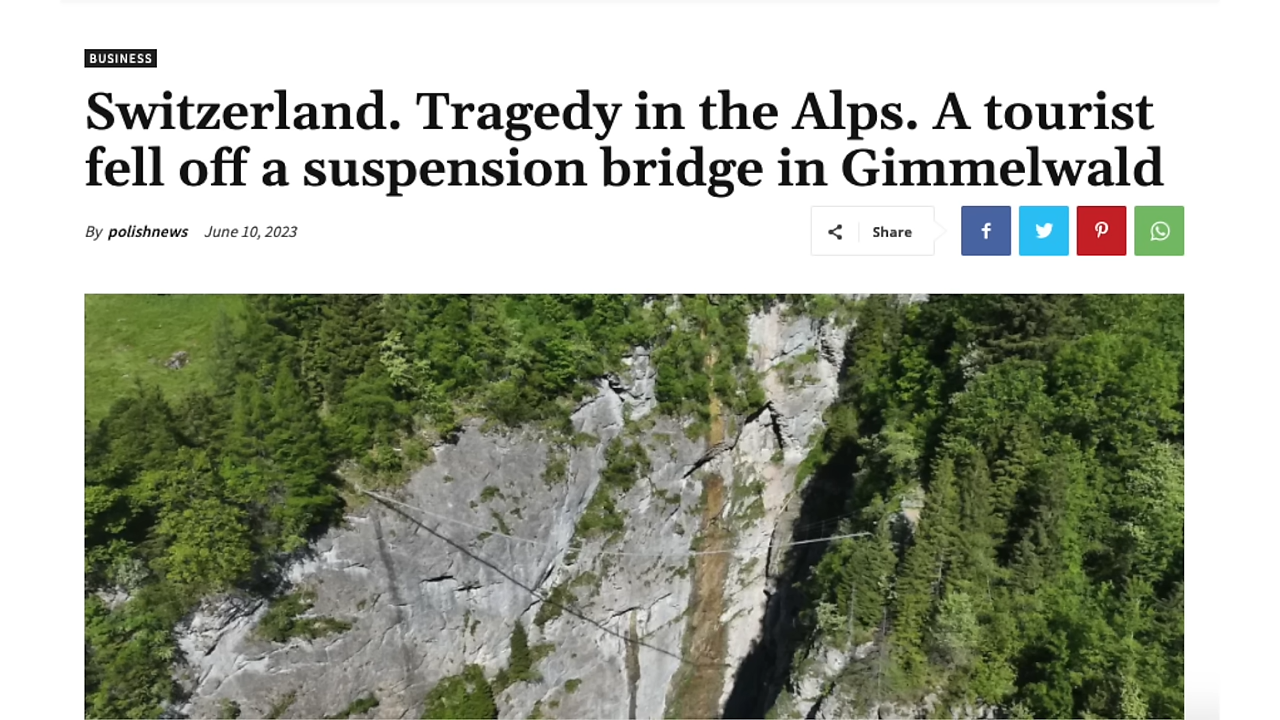 BUSINESS
Switzerland. Tragedy in the Alps. A tourist
fell off a suspension bridge in Gimmelwald
By polishnews June 10, 2023
Share